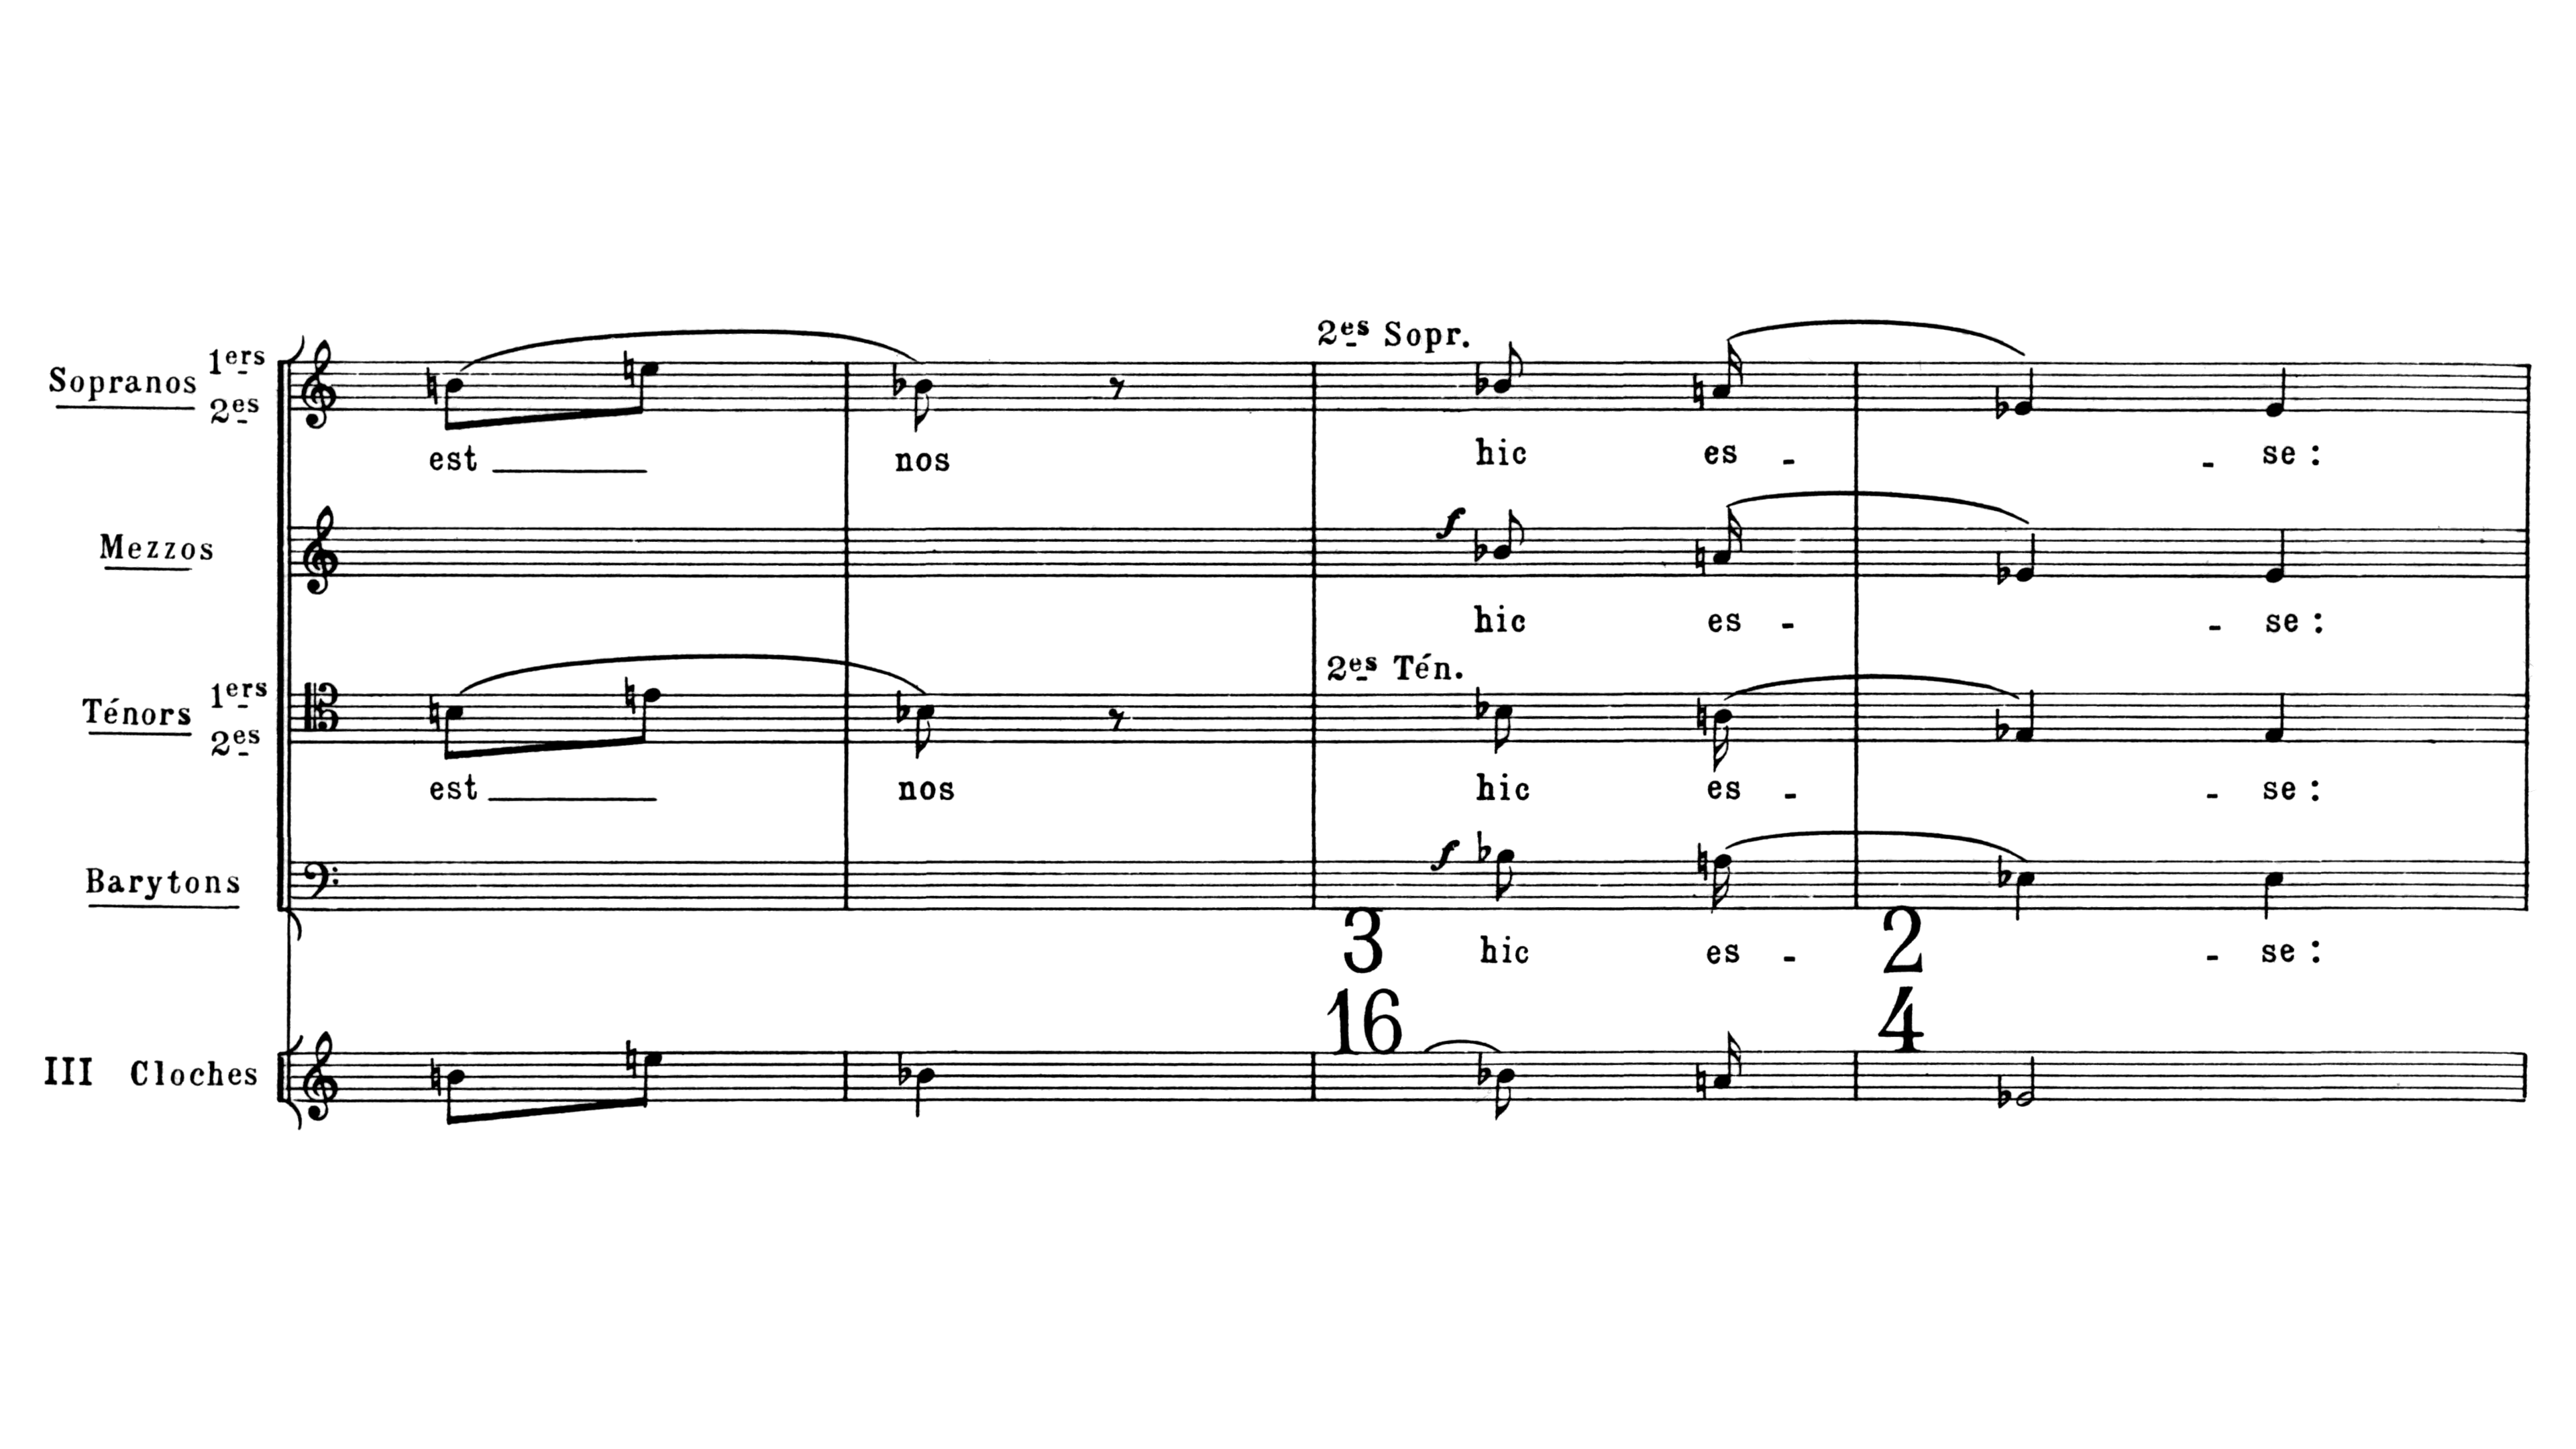 2es Sopr.
Sopranos 1ers
2es
est nos hic es - - se :
Mezzos
f
hic es - - se :
2es Tén.
Ténors 1ers
2es
est nos hic es - - se :
Barytons
f
3 2
hic es - - se :
16 4
III Cloches